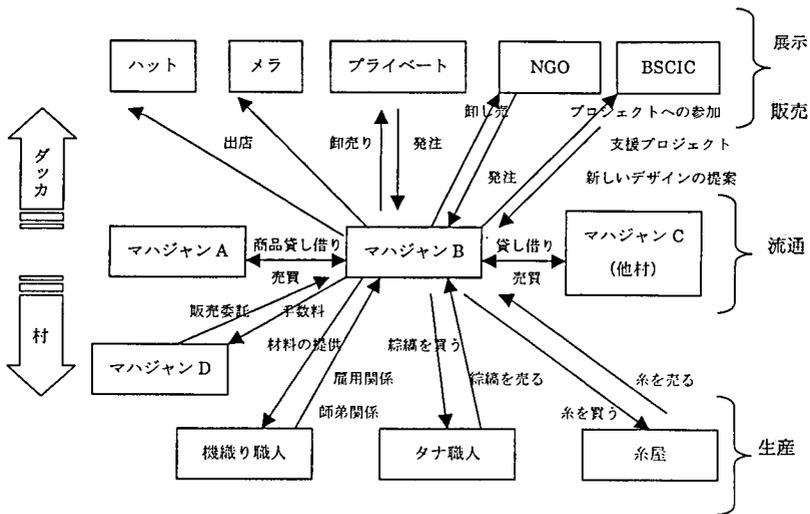 ハット
メラ
プライベート
NGO
BSCIC
展示
販売
ダッカ
出店
卸売り
発注
卸し売
発注
プロジェクトへの参加
支援プロジェクト
新しいデザインの提案
マハジャン A
商品貸し借り
売買
マハジャン B
貸し借り
売買
マハジャン C
(他村)
流通
村
販売委託
手数料
マハジャン D
材料の提供
雇用関係
師弟関係
綜絖を買う
綜絖を売る
糸を売る
糸を買う
機織り職人
タナ職人
糸屋
生産